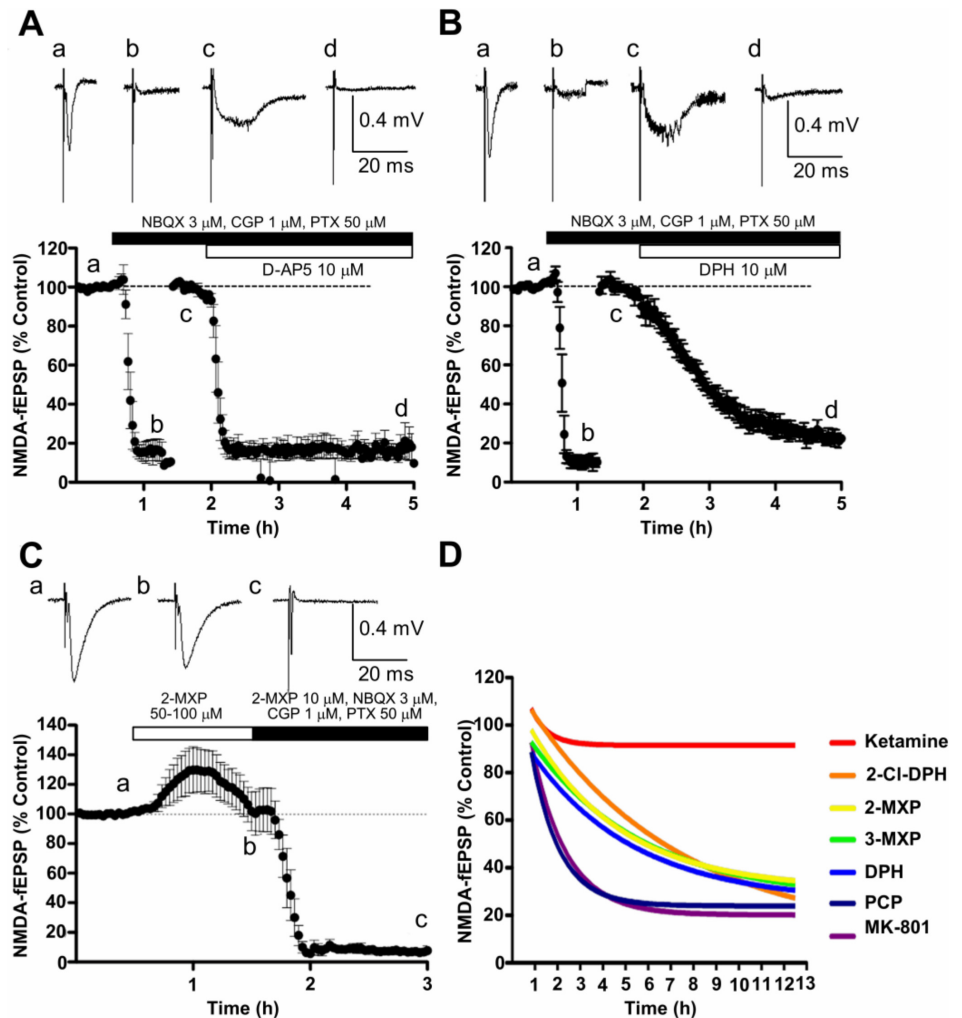 A
a b c d
0.4 mV
20 ms
NBQX 3 μM, CGP 1 μM, PTX 50 μM
D-AP5 10 μM
NMDA-fEPSP (% Control)
120
100
80
60
40
20
0
a
b
c
d
1 2 3 4 5
Time (h)
B
a b c d
0.4 mV
20 ms
NBQX 3 μM, CGP 1 μM, PTX 50 μM
DPH 10 μM
NMDA-fEPSP (% Control)
120
100
80
60
40
20
0
a
b
c
d
1 2 3 4 5
Time (h)
C
a b c
0.4 mV
20 ms
2-MXP
50-100 μM
2-MXP 10 μM, NBQX 3 μM,
CGP 1 μM, PTX 50 μM
NMDA-fEPSP (% Control)
140
120
100
80
60
40
20
0
a
b
c
1 2 3
Time (h)
D
NMDA-fEPSP (% Control)
120
100
80
60
40
20
0
1 2 3 4 5 6 7 8 9 10 11 12 13
Time (h)
Ketamine
2-Cl-DPH
2-MXP
3-MXP
DPH
PCP
MK-801